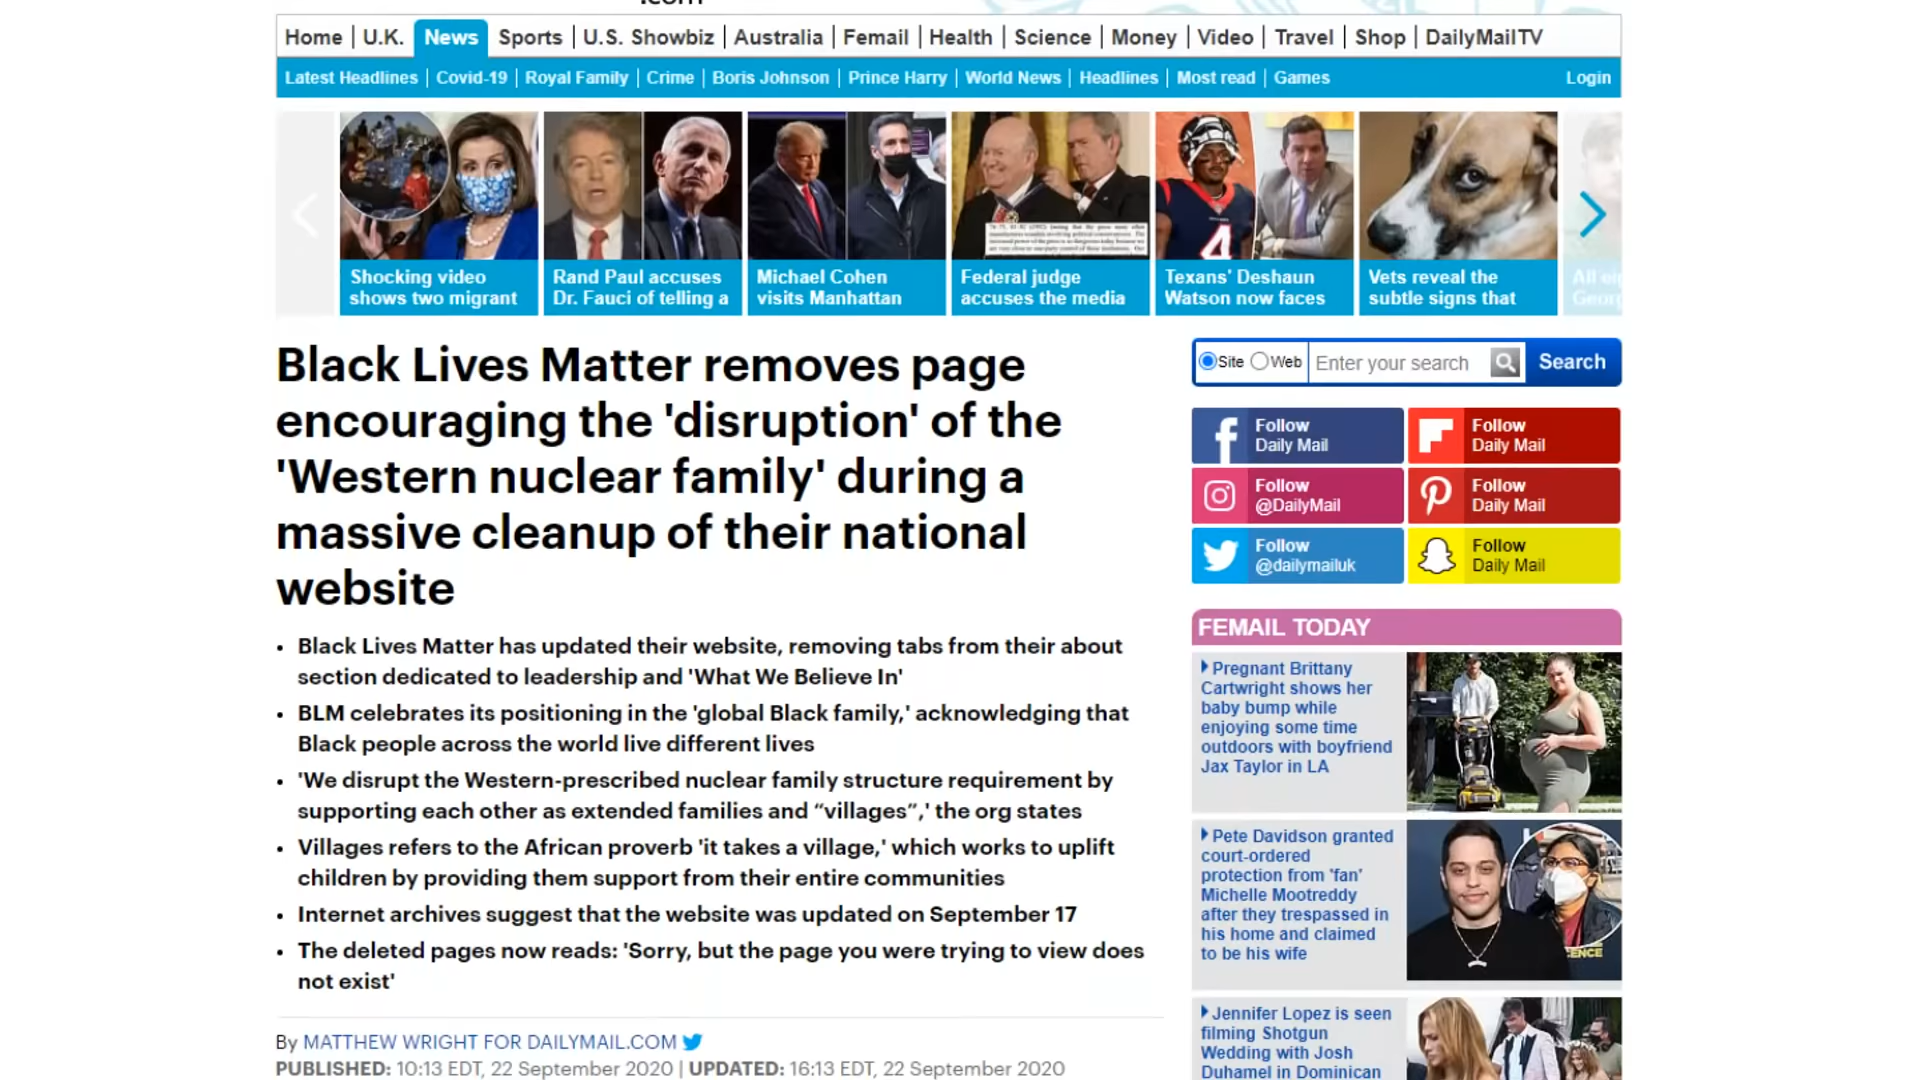 .com
Home U.K. News Sports U.S. Showbiz Australia Femail Health Science Money Video Travel Shop DailyMailTV
Latest Headlines Covid-19 Royal Family Crime Boris Johnson Prince Harry World News Headlines Most read Games Login
Shocking video
shows two migrant
Rand Paul accuses
Dr. Fauci of telling a
Michael Cohen
visits Manhattan
Federal judge
accuses the media
Texans' Deshaun
Watson now faces
Vets reveal the
subtle signs that
4
Black Lives Matter removes page
encouraging the 'disruption' of the
'Western nuclear family' during a
massive cleanup of their national
website
• Black Lives Matter has updated their website, removing tabs from their about
section dedicated to leadership and 'What We Believe In'
• BLM celebrates its positioning in the 'global Black family,' acknowledging that
Black people across the world live different lives
• 'We disrupt the Western-prescribed nuclear family structure requirement by
supporting each other as extended families and “villages”,' the org states
• Villages refers to the African proverb 'it takes a village,' which works to uplift
children by providing them support from their entire communities
• Internet archives suggest that the website was updated on September 17
• The deleted pages now reads: 'Sorry, but the page you were trying to view does
not exist'
By MATTHEW WRIGHT FOR DAILYMAIL.COM
PUBLISHED: 10:13 EDT, 22 September 2020 | UPDATED: 16:13 EDT, 22 September 2020
Site Web Enter your search Search
Follow
Daily Mail
Follow
Daily Mail
Follow
@DailyMail
Follow
Daily Mail
Follow
@dailymailuk
Follow
Daily Mail
FEMAIL TODAY
Pregnant Brittany
Cartwright shows her
baby bump while
enjoying some time
outdoors with boyfriend
Jax Taylor in LA
Pete Davidson granted
court-ordered
protection from 'fan'
Michelle Mootreddy
after they trespassed in
his home and claimed
to be his wife
Jennifer Lopez is seen
filming Shotgun
Wedding with Josh
Duhamel in Dominican